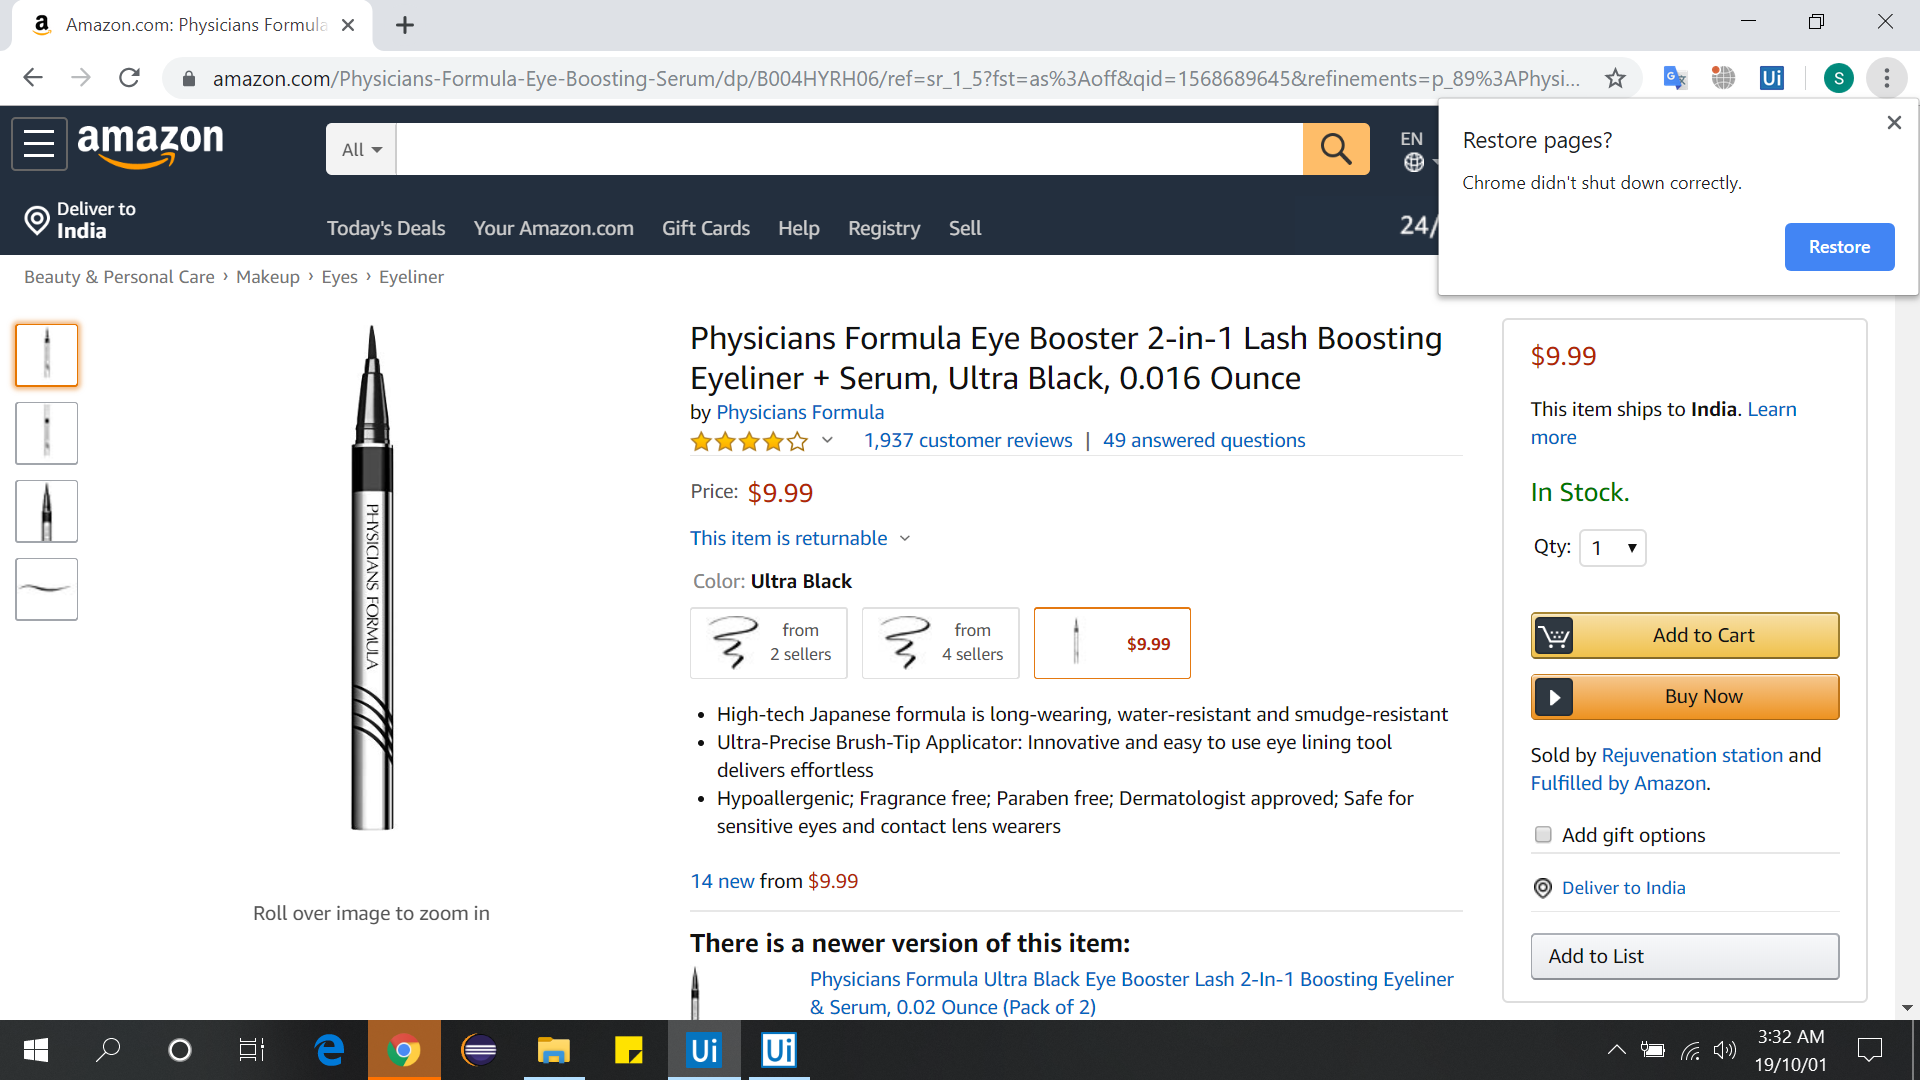 Amazon.com: Physicians Formula
amazon.com/Physicians-Formula-Eye-Boosting-Serum/dp/B004HYRH06/ref=sr_1_5?fst=as%3Aoff&qid=1568689645&refinements=p_89%3APhysi...
Ui
S
Restore pages?
Chrome didn't shut down correctly.
Restore
amazon
All
EN
Deliver to
India
Today's Deals
Your Amazon.com
Gift Cards
Help
Registry
Sell
24/
Beauty & Personal Care › Makeup › Eyes › Eyeliner
PHYSICIANS FORMULA
Roll over image to zoom in
Physicians Formula Eye Booster 2-in-1 Lash Boosting
Eyeliner + Serum, Ultra Black, 0.016 Ounce
by Physicians Formula
1,937 customer reviews | 49 answered questions
Price: $9.99
This item is returnable
Color: Ultra Black
from
2 sellers
from
4 sellers
$9.99
• High-tech Japanese formula is long-wearing, water-resistant and smudge-resistant
• Ultra-Precise Brush-Tip Applicator: Innovative and easy to use eye lining tool
delivers effortless
• Hypoallergenic; Fragrance free; Paraben free; Dermatologist approved; Safe for
sensitive eyes and contact lens wearers
14 new from $9.99
There is a newer version of this item:
Physicians Formula Ultra Black Eye Booster Lash 2-In-1 Boosting Eyeliner
& Serum, 0.02 Ounce (Pack of 2)
$9.99
This item ships to India. Learn
more
In Stock.
Qty: 1
Add to Cart
Buy Now
Sold by Rejuvenation station and
Fulfilled by Amazon.
Add gift options
Deliver to India
Add to List
Ui
Ui
3:32 AM
19/10/01